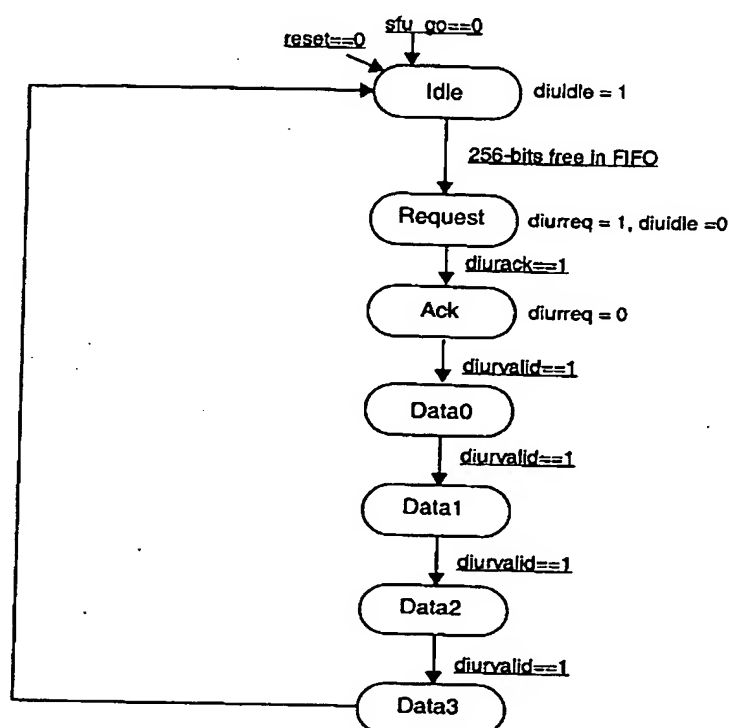 sfu_go==0
reset==0
Idle
diuidle = 1
256-bits free in FIFO
Request
diurreq = 1, diuidle =0
diurack==1
Ack
diurreq = 0
diurvalid==1
Data0
diurvalid==1
Data1
diurvalid==1
Data2
diurvalid==1
Data3